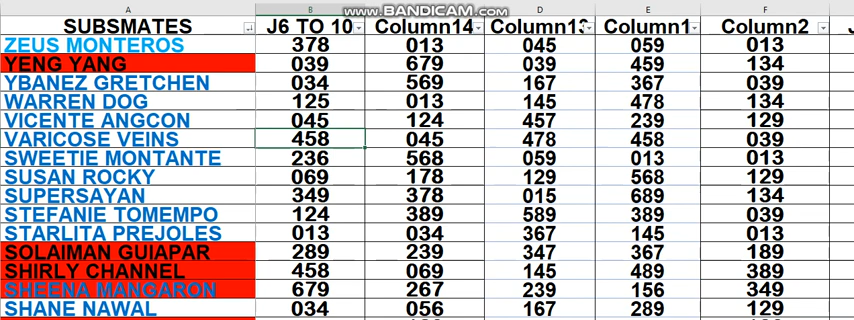 www.BANDICAM.com
A B C D E F
SUBSMATES J6 TO 10 Column14 Column13 Column1 Column2
ZEUS MONTEROS 378 013 045 059 013
YENG YANG 039 679 039 459 134
YBANEZ GRETCHEN 034 569 167 367 039
WARREN DOG 125 013 145 478 134
VICENTE ANGCON 045 124 457 239 129
VARICOSE VEINS 458 045 478 458 039
SWEETIE MONTANTE 236 568 059 013 013
SUSAN ROCKY 069 178 129 568 129
SUPERSAYAN 349 378 015 689 134
STEFANIE TOMEMPO 124 389 589 389 039
STARLITA PREJOLES 013 034 367 145 013
SOLAIMAN GUIAPAR 289 239 347 367 189
SHIRLY CHANNEL 458 069 145 489 389
SHEENA MANGARON 679 267 239 156 349
SHANE NAWAL 034 056 167 289 129